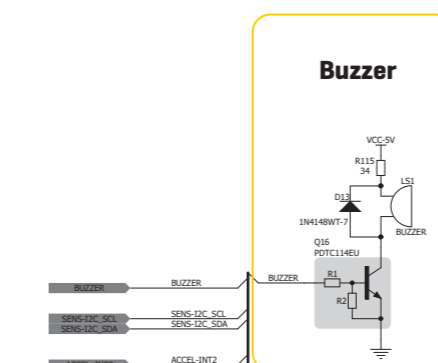 Buzzer
VCC-5V
R115
34
LS1
D13
1N4148WT-7
BUZZER
Q16
PDTC114EU
BUZZER
BUZZER
BUZZER
R1
R2
SENS-I2C_SCL
SENS-I2C_SCL
SENS-I2C_SDA
SENS-I2C_SDA
ACCEL-INT2